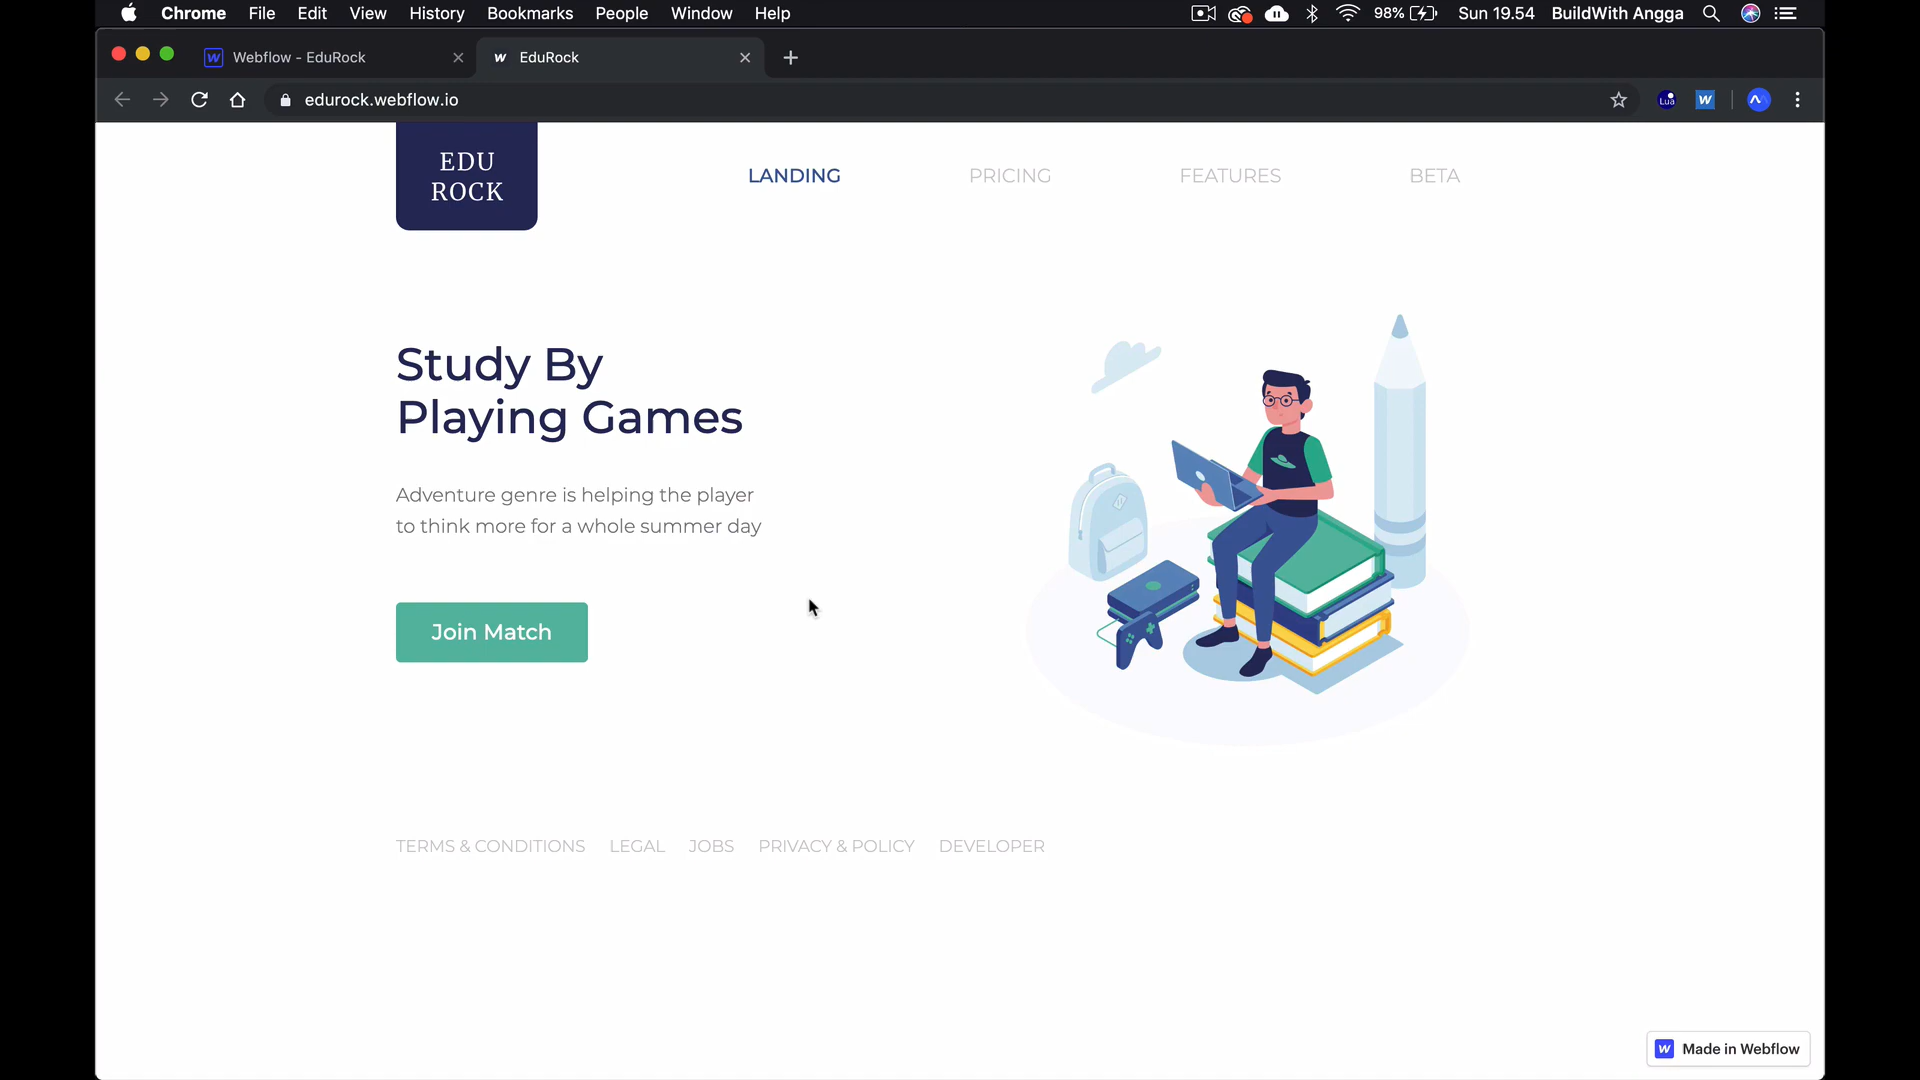 Chrome File Edit View History Bookmarks People Window Help 98% Sun 19.54 BuildWith Angga
W Webflow - EduRock W EduRock
edurock.webflow.io Lua W
EDU
ROCK
LANDING PRICING FEATURES BETA
Study By
Playing Games
Adventure genre is helping the player
to think more for a whole summer day
Join Match
TERMS & CONDITIONS LEGAL JOBS PRIVACY & POLICY DEVELOPER
W Made in Webflow